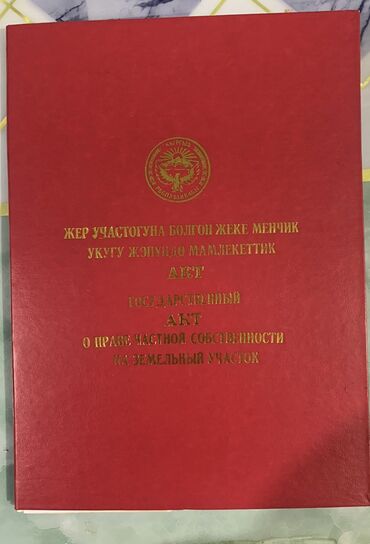 ЖЕР УЧАСТОГУНА БОЛГОН ЖЕКЕ МЕНЧИК
УКУГУ ЖӨНҮНДӨ МАМЛЕКЕТТИК
АКТ
ГОСУДАРСТВЕННЫЙ
АКТ
О ПРАВЕ ЧАСТНОЙ СОБСТВЕННОСТИ
НА ЗЕМЕЛЬНЫЙ УЧАСТОК